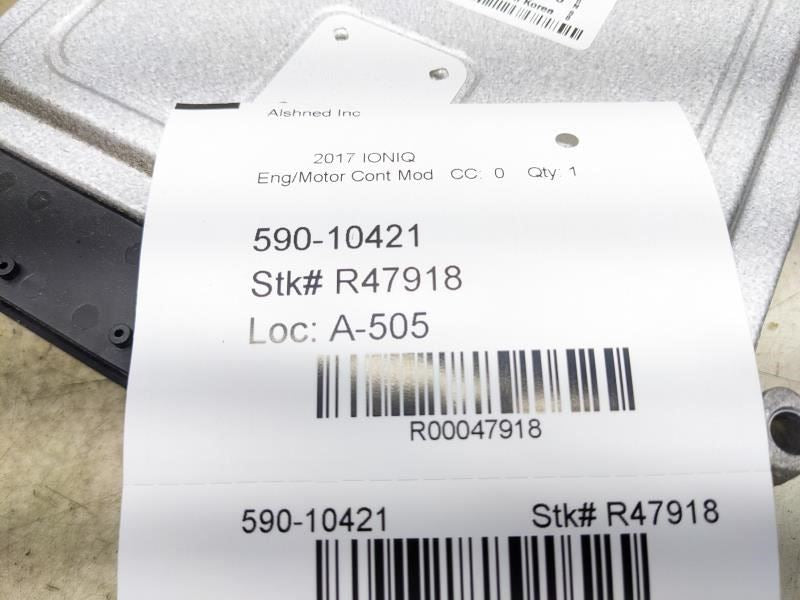 Korea
Alshned Inc
2017 IONIQ
Eng/Motor Cont Mod CC: 0 Qty: 1
590-10421
Stk# R47918
Loc: A-505
R00047918
590-10421 Stk# R47918